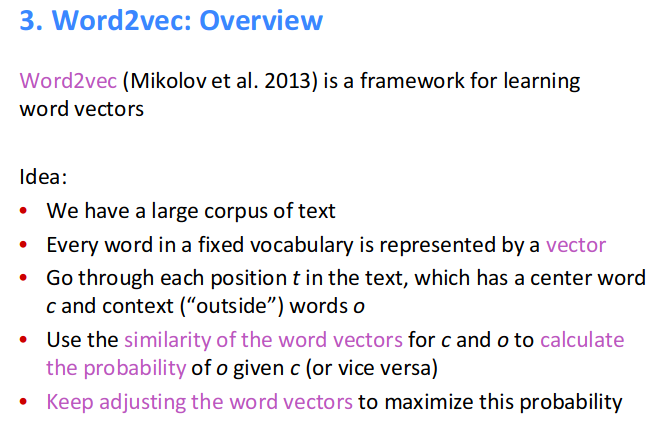 3. Word2vec: Overview
Word2vec (Mikolov et al. 2013) is a framework for learning
word vectors
Idea:
• We have a large corpus of text
• Every word in a fixed vocabulary is represented by a vector
• Go through each position t in the text, which has a center word
c and context (“outside”) words o
• Use the similarity of the word vectors for c and o to calculate
the probability of o given c (or vice versa)
• Keep adjusting the word vectors to maximize this probability